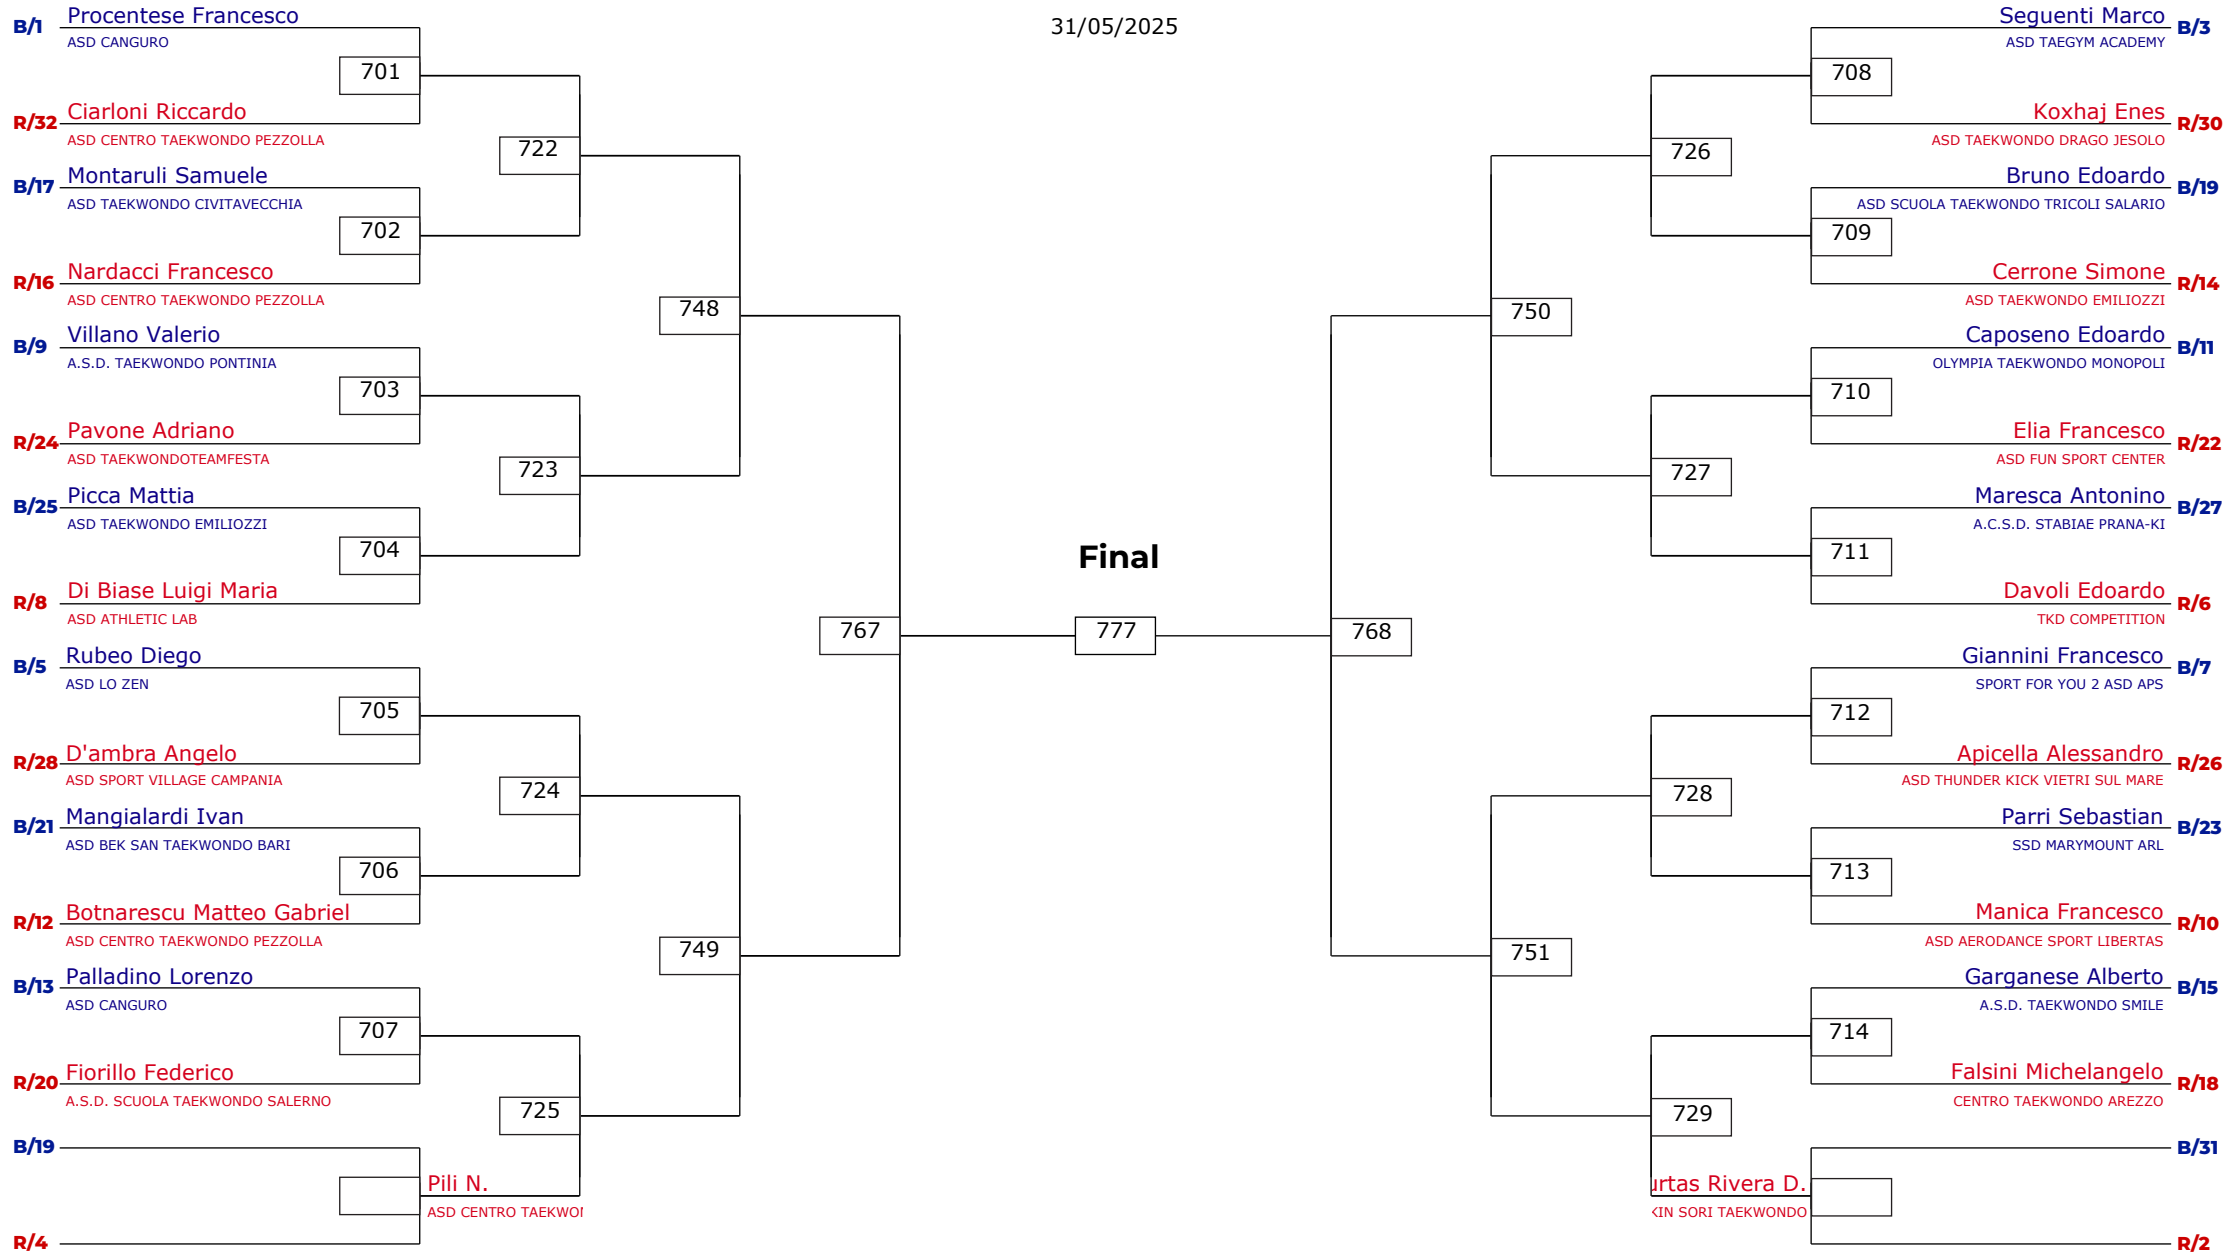 31/05/2025
B/1 Procentese Francesco
ASD CANGURO
701
R/32 Ciarloni Riccardo
ASD CENTRO TAEKWONDO PEZZOLLA
722
B/17 Montaruli Samuele
ASD TAEKWONDO CIVITAVECCHIA
702
R/16 Nardacci Francesco
ASD CENTRO TAEKWONDO PEZZOLLA
748
B/9 Villano Valerio
A.S.D. TAEKWONDO PONTINIA
703
R/24 Pavone Adriano
ASD TAEKWONDOTEAMFESTA
723
B/25 Picca Mattia
ASD TAEKWONDO EMILIOZZI
704
R/8 Di Biase Luigi Maria
ASD ATHLETIC LAB
767
B/5 Rubeo Diego
ASD LO ZEN
705
R/28 D'ambra Angelo
ASD SPORT VILLAGE CAMPANIA
724
B/21 Mangialardi Ivan
ASD BEK SAN TAEKWONDO BARI
706
R/12 Botnarescu Matteo Gabriel
ASD CENTRO TAEKWONDO PEZZOLLA
749
B/13 Palladino Lorenzo
ASD CANGURO
707
R/20 Fiorillo Federico
A.S.D. SCUOLA TAEKWONDO SALERNO
725
B/19
Pili N.
ASD CENTRO
R/4
Final
777
Seguenti Marco B/3
ASD TAEGYM ACADEMY
708
Koxhaj Enes R/30
ASD TAEKWONDO DRAGO JESOLO
726
Bruno Edoardo B/19
ASD SCUOLA TAEKWONDO TRICOLI SALARIO
709
Cerrone Simone R/14
ASD TAEKWONDO EMILIOZZI
750
Caposeno Edoardo B/11
OLYMPIA TAEKWONDO MONOPOLI
710
Elia Francesco R/22
ASD FUN SPORT CENTER
727
Maresca Antonino B/27
A.C.S.D. STABIAE PRANA-KI
711
Davoli Edoardo R/6
TKD COMPETITION
768
Giannini Francesco B/7
SPORT FOR YOU 2 ASD APS
712
Apicella Alessandro R/26
ASD THUNDER KICK VIETRI SUL MARE
728
Parri Sebastian B/23
SSD MARYMOUNT ARL
713
Manica Francesco R/10
ASD AERODANCE SPORT LIBERTAS
751
Garganese Alberto B/15
A.S.D. TAEKWONDO SMILE
714
Falsini Michelangelo R/18
CENTRO TAEKWONDO AREZZO
729
B/31
Rivera D.
SORI TAEKWONDO
R/2